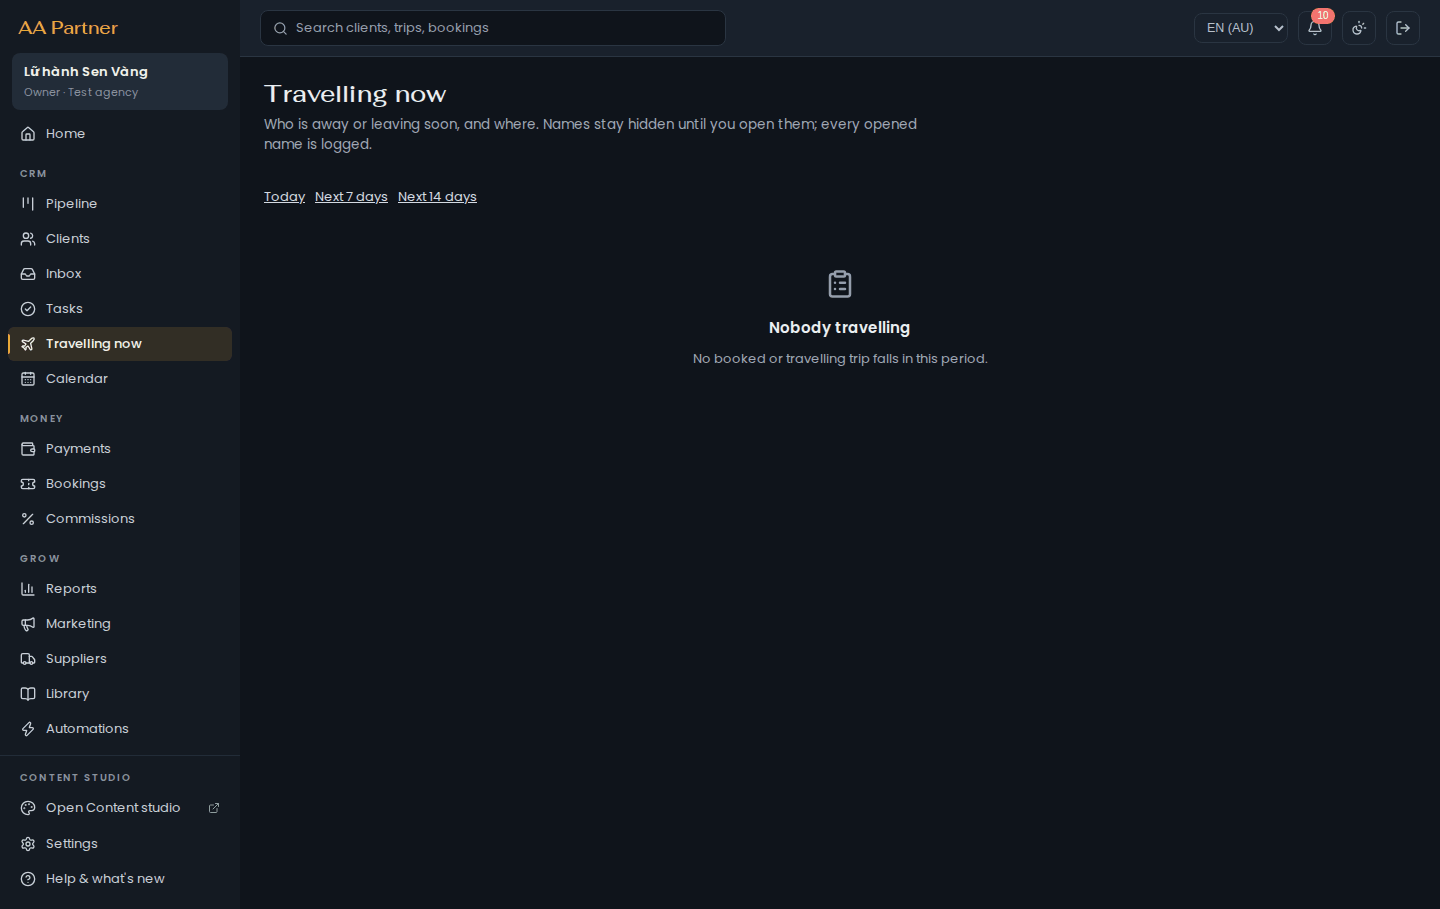 AA Partner
Lữ hành Sen Vàng
Owner · Test agency
Home
CRM
Pipeline
Clients
Inbox
Tasks
Travelling now
Calendar
MONEY
Payments
Bookings
Commissions
GROW
Reports
Marketing
Suppliers
Library
Automations
CONTENT STUDIO
Open Content studio
Settings
Help & what's new
Search clients, trips, bookings
EN (AU)
10
Travelling now
Who is away or leaving soon, and where. Names stay hidden until you open them; every opened
name is logged.
Today Next 7 days Next 14 days
Nobody travelling
No booked or travelling trip falls in this period.